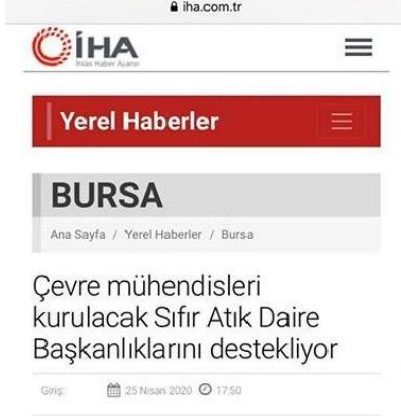 iha.com.tr
İHA
İhlas Haber Ajansı
Yerel Haberler
BURSA
Ana Sayfa / Yerel Haberler / Bursa
Çevre mühendisleri
kurulacak Sıfır Atık Daire
Başkanlıklarını destekliyor
Giriş: 25 Nisan 2020 17:50